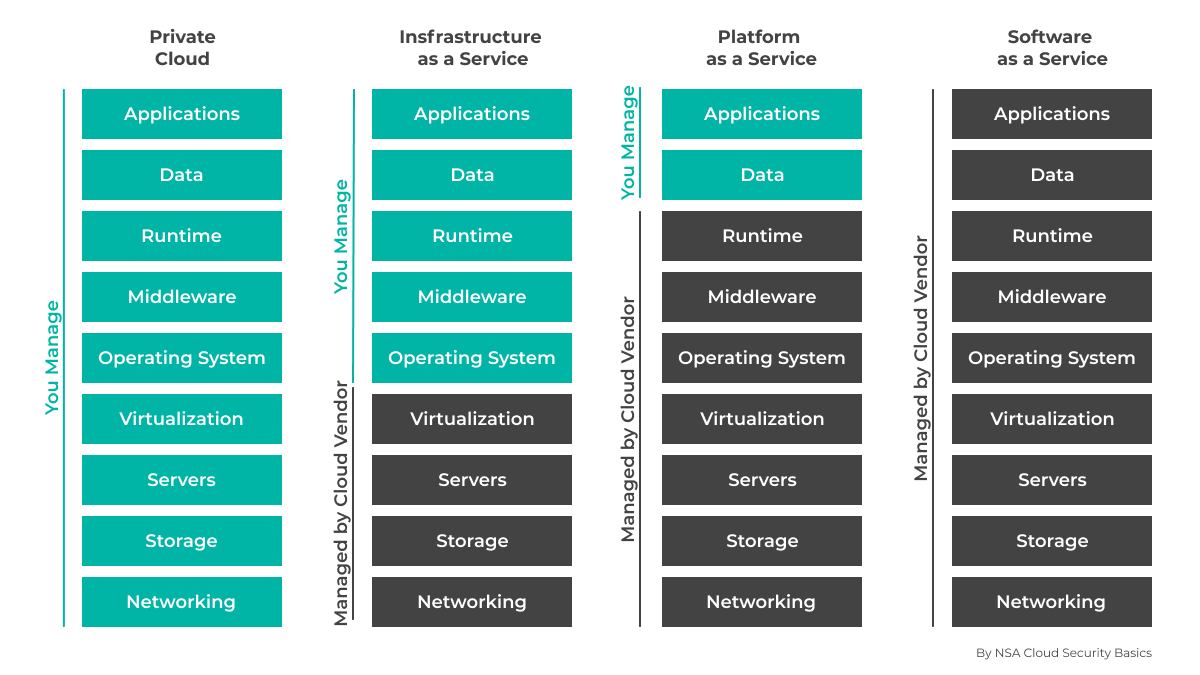 Private
Cloud
You Manage
Applications
Data
Runtime
Middleware
Operating System
Virtualization
Servers
Storage
Networking
Insfrastructure
as a Service
You Manage
Managed by Cloud Vendor
Applications
Data
Runtime
Middleware
Operating System
Virtualization
Servers
Storage
Networking
Platform
as a Service
You Manage
Managed by Cloud Vendor
Applications
Data
Runtime
Middleware
Operating System
Virtualization
Servers
Storage
Networking
Software
as a Service
Managed by Cloud Vendor
Applications
Data
Runtime
Middleware
Operating System
Virtualization
Servers
Storage
Networking
By NSA Cloud Security Basics